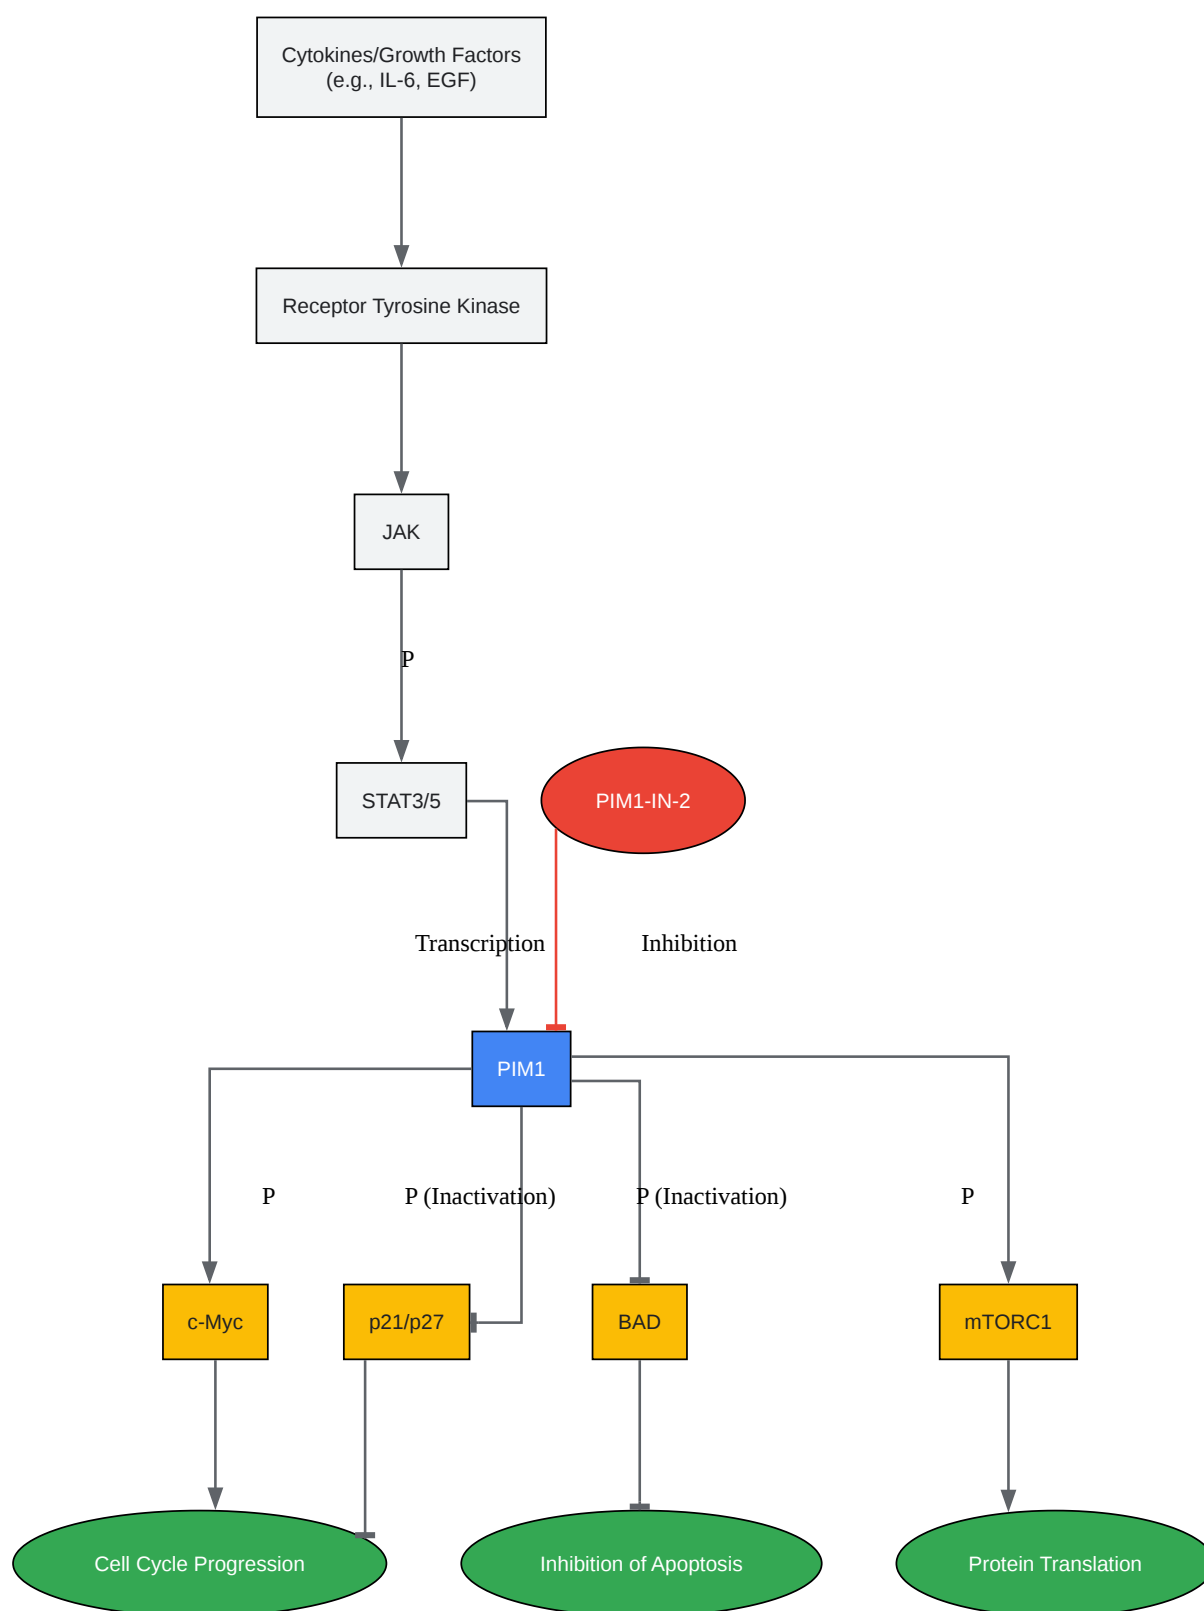 Cytokines/Growth Factors
(e.g., IL-6, EGF)
Receptor Tyrosine Kinase
JAK
P
STAT3/5
PIM1-IN-2
Transcription
Inhibition
PIM1
P
P (Inactivation)
P (Inactivation)
P
c-Myc
p21/p27
BAD
mTORC1
Cell Cycle Progression
Inhibition of Apoptosis
Protein Translation